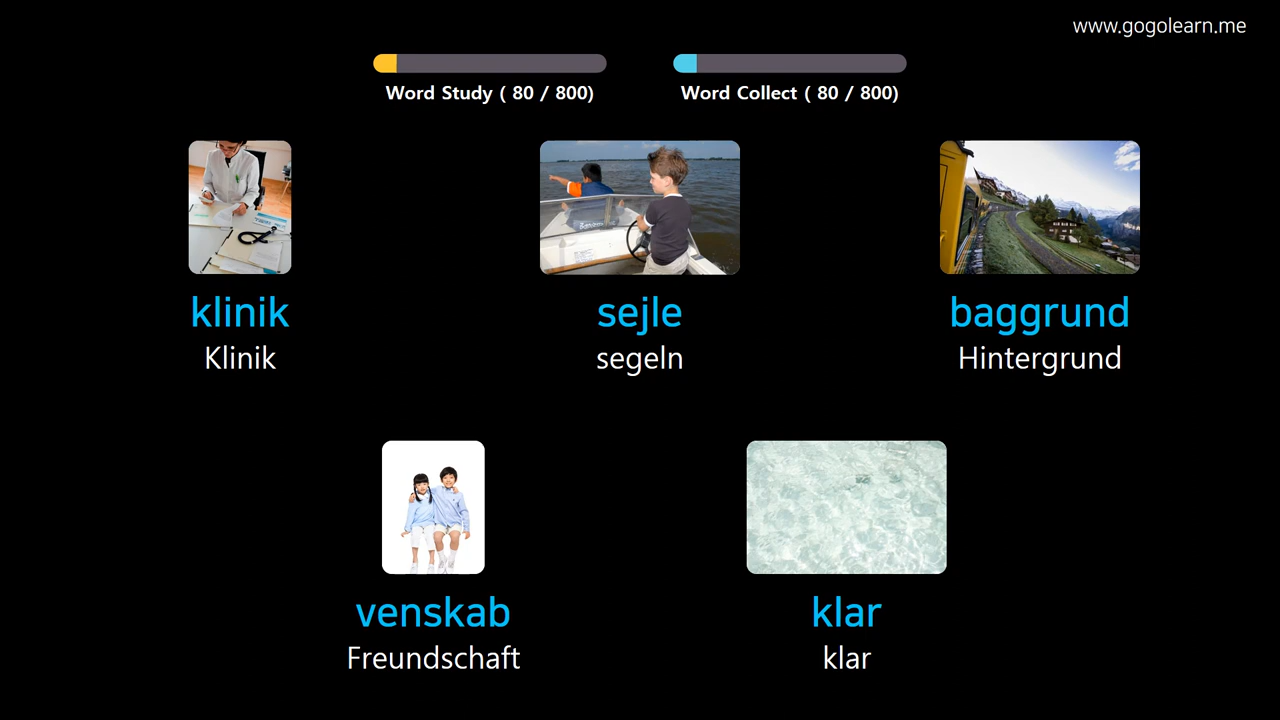 www.gogolearn.me
Word Study ( 80 / 800)
Word Collect ( 80 / 800)
klinik
Klinik
sejle
segeln
baggrund
Hintergrund
venskab
Freundschaft
klar
klar